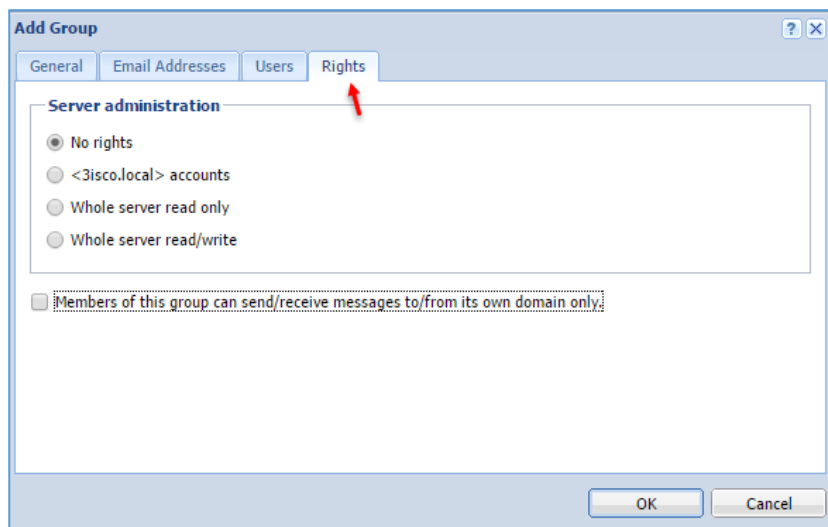 Add Group
General Email Addresses Users Rights
Server administration
No rights
<3isco.local> accounts
Whole server read only
Whole server read/write
Members of this group can send/receive messages to/from its own domain only.
OK Cancel